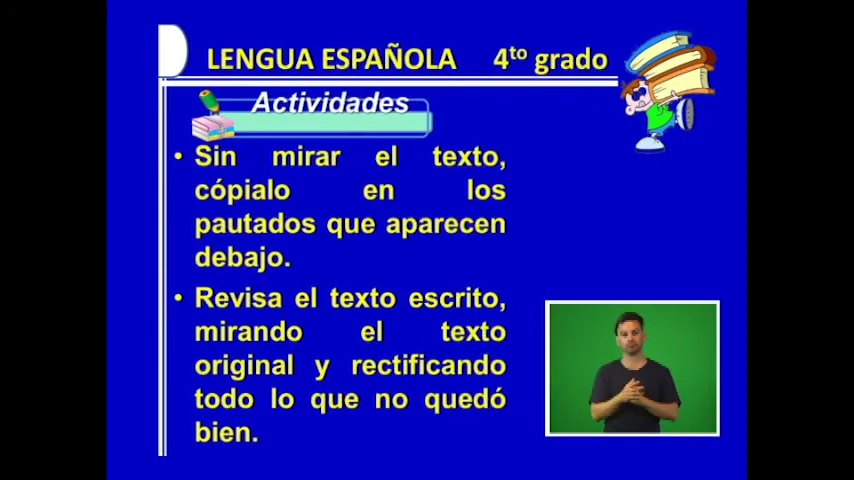 LENGUA ESPAÑOLA 4to grado
Actividades
• Sin mirar el texto,
cópialo en los
pautados que aparecen
debajo.
• Revisa el texto escrito,
mirando el texto
original y rectificando
todo lo que no quedó
bien.